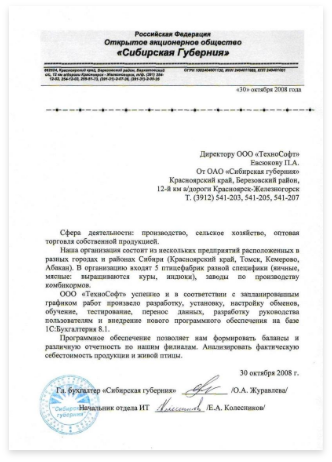 Российская Федерация
Открытое акционерное общество
«Сибирская Губерния»
«30» октября 2008 года
Директору ООО «ТехноСофт»
Евсюкову П.А.
От ОАО «Сибирская губерния»
Красноярский край, Березовский район,
12-й км а/дороги Красноярск-Железногорск
Т. (3912) 541-203, 541-205, 541-207
Сфера деятельности: производство, сельское хозяйство, оптовая
торговля собственной продукцией.
Наша организация состоит из нескольких предприятий расположенных в
разных городах и районах Сибири (Красноярский край, Томск, Кемерово,
Абакан). В организацию входят 5 птицефабрик разной специфики (яичные,
мясные: выращиваются куры, индюки), заводы по производству
комбикормов.
ООО «ТехноСофт» успешно и в соответствии с запланированным
графиком работ произвело разработку, установку, настройку обменов,
обучение, тестирование, перенос данных, разработку руководства
пользователям и внедрение нового программного обеспечения на базе
1С:Бухгалтерия 8.1.
Программное обеспечение позволяет нам формировать балансы и
различную отчетность по нашим филиалам. Анализировать фактическую
себестоимость продукции и живой птицы.
30 октября 2008 г.
Гл. бухгалтер «Сибирская губерния» /О.А. Журавлева/
Начальник отдела ИТ /Е.А. Колесников/
Сибирская
губерния